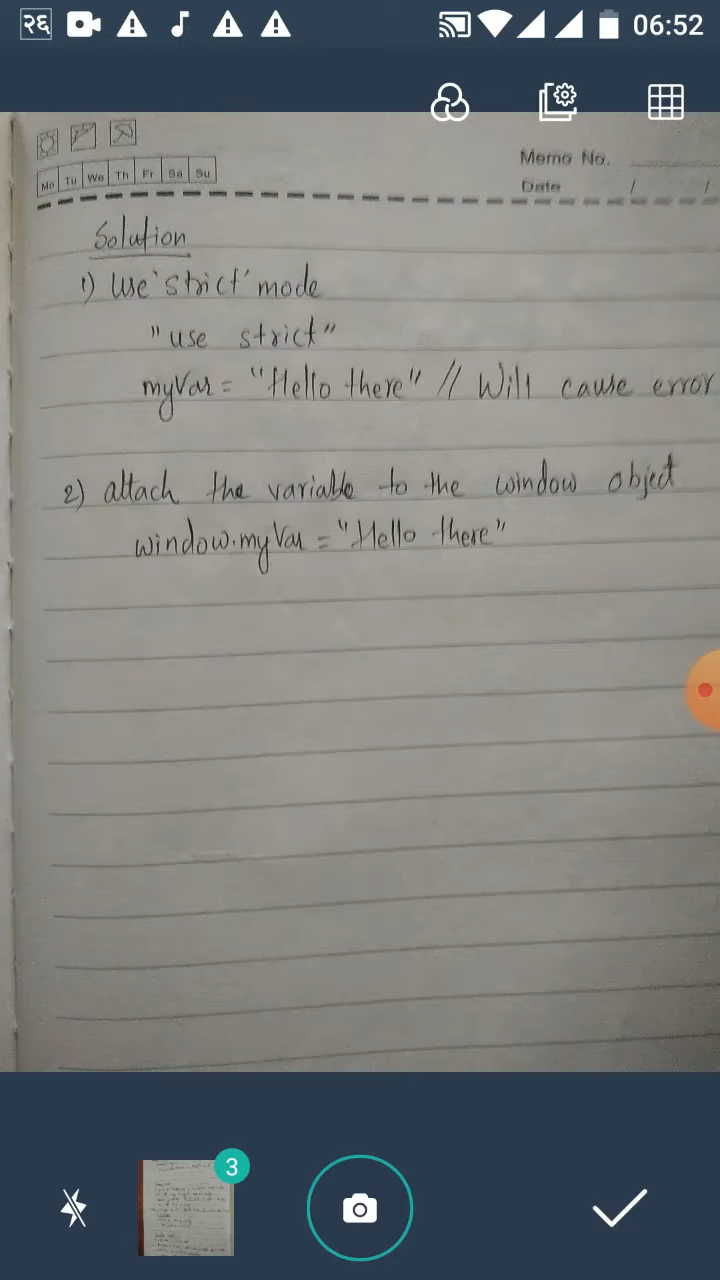 २६ 06:52
Memo No.
Mo Tu We Th Fr Sa Su
Date / /
Solution
1) Use 'strict' mode
"use strict"
myVar = "Hello there" // Will cause error
2) attach the variable to the window object
window.myVar = "Hello there"
3